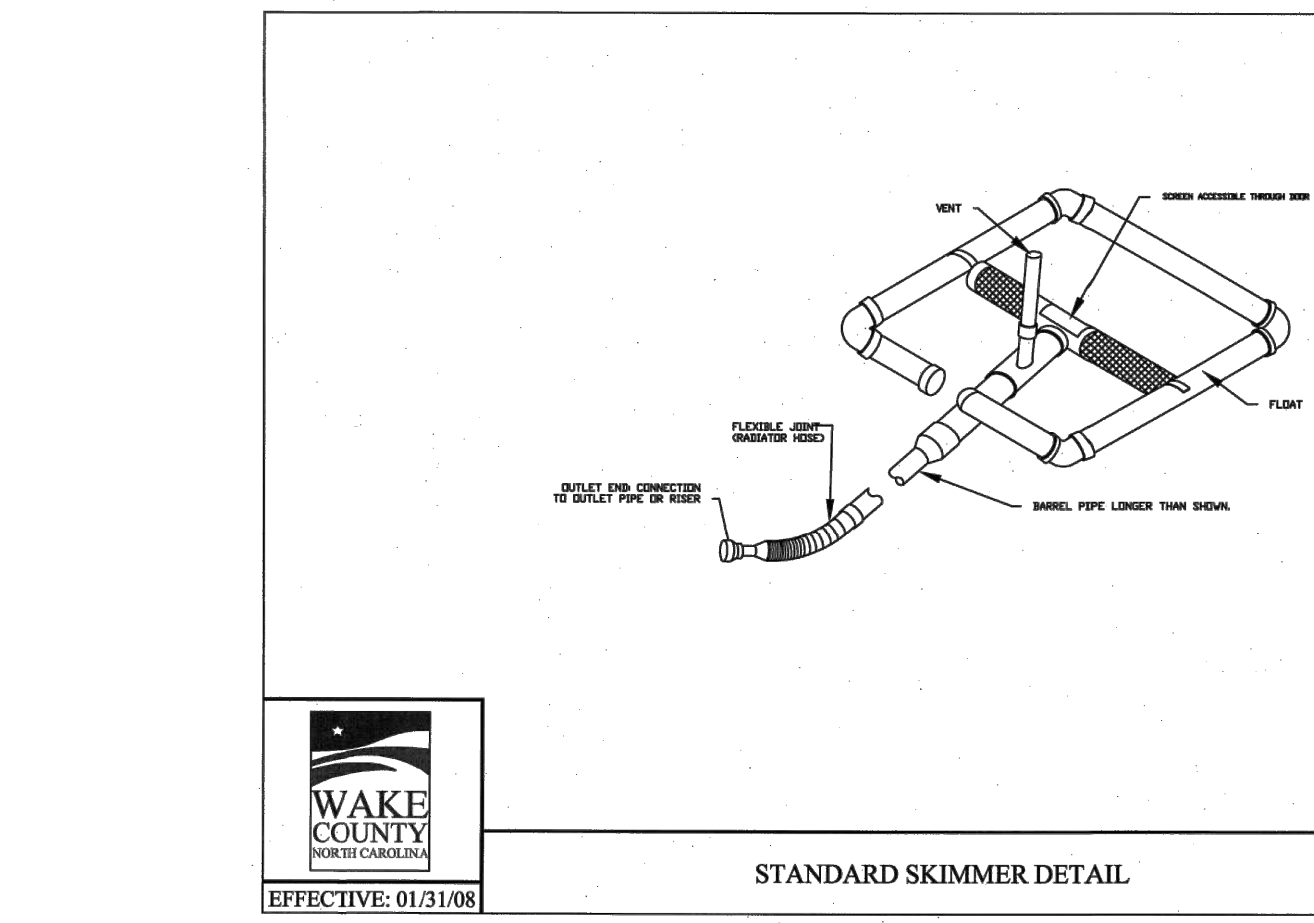 SCREEN ACCESSIBLE THROUGH DOOR
VENT
FLOAT
FLEXIBLE JOINT
(RADIATOR HOSE)
OUTLET END: CONNECTION
TO OUTLET PIPE OR RISER
BARREL PIPE LONGER THAN SHOWN.
WAKE
COUNTY
NORTH CAROLINA
STANDARD SKIMMER DETAIL
EFFECTIVE: 01/31/08